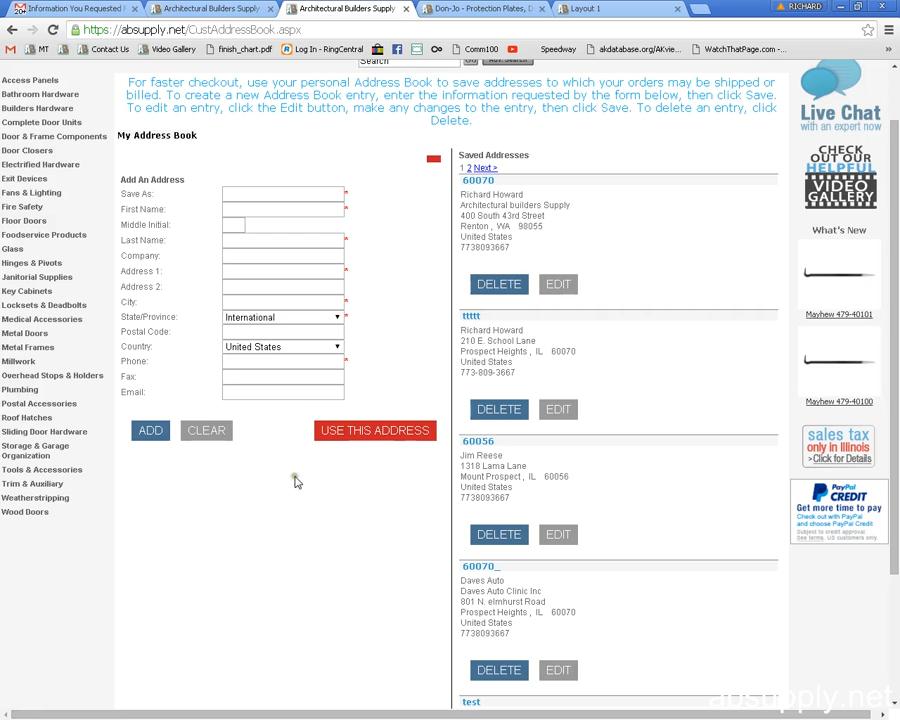 Information You Requested F
Architectural Builders Supply
Architectural Builders Supply
Don-Jo - Protection Plates, D
Layout 1
RICHARD
https://absupply.net/CustAddressBook.aspx
MT
Contact Us
Video Gallery
finish_chart.pdf
Log In - RingCentral
Comm100
Speedway
akdatabase.org/AKvie...
WatchThatPage.com -...
Search
Adv. Search
Access Panels
Bathroom Hardware
Builders Hardware
Complete Door Units
Door & Frame Components
Door Closers
Electrified Hardware
Exit Devices
Fans & Lighting
Fire Safety
Floor Doors
Foodservice Products
Glass
Hinges & Pivots
Janitorial Supplies
Key Cabinets
Locksets & Deadbolts
Medical Accessories
Metal Doors
Metal Frames
Millwork
Overhead Stops & Holders
Plumbing
Postal Accessories
Roof Hatches
Sliding Door Hardware
Storage & Garage
Organization
Tools & Accessories
Trim & Auxiliary
Weatherstripping
Wood Doors
For faster checkout, use your personal Address Book to save addresses to which your orders may be shipped or
billed. To create a new Address Book entry, enter the information requested by the form below, then click Save.
To edit an entry, click the Edit button, make any changes to the entry, then click Save. To delete an entry, click
Delete.
My Address Book
Add An Address
Save As: *
First Name: *
Middle Initial:
Last Name: *
Company:
Address 1: *
Address 2:
City: *
State/Province: International *
Postal Code:
Country: United States
Phone: *
Fax:
Email:
ADD CLEAR USE THIS ADDRESS
Saved Addresses
1 2 Next >
60070
Richard Howard
Architectural builders Supply
400 South 43rd Street
Renton , WA 98055
United States
7738093667
DELETE EDIT
ttttt
Richard Howard
210 E. School Lane
Prospect Heights , IL 60070
United States
773-809-3667
DELETE EDIT
60056
Jim Reese
1318 Lama Lane
Mount Prospect , IL 60056
United States
7738093667
DELETE EDIT
60070_
Daves Auto
Daves Auto Clinic Inc
801 N. elmhurst Road
Prospect Heights , IL 60070
United States
7738093667
DELETE EDIT
test
Live Chat
with an expert now
CHECK
OUT OUR
HELPFUL
VIDEO
GALLERY
What's New
Mayhew 479-40101
Mayhew 479-40100
sales tax
only in Illinois
>Click for Details
PayPal
CREDIT
Get more time to pay
Check out with PayPal
and choose PayPal Credit
Subject to credit approval
See terms. US customers only.
absupply.net